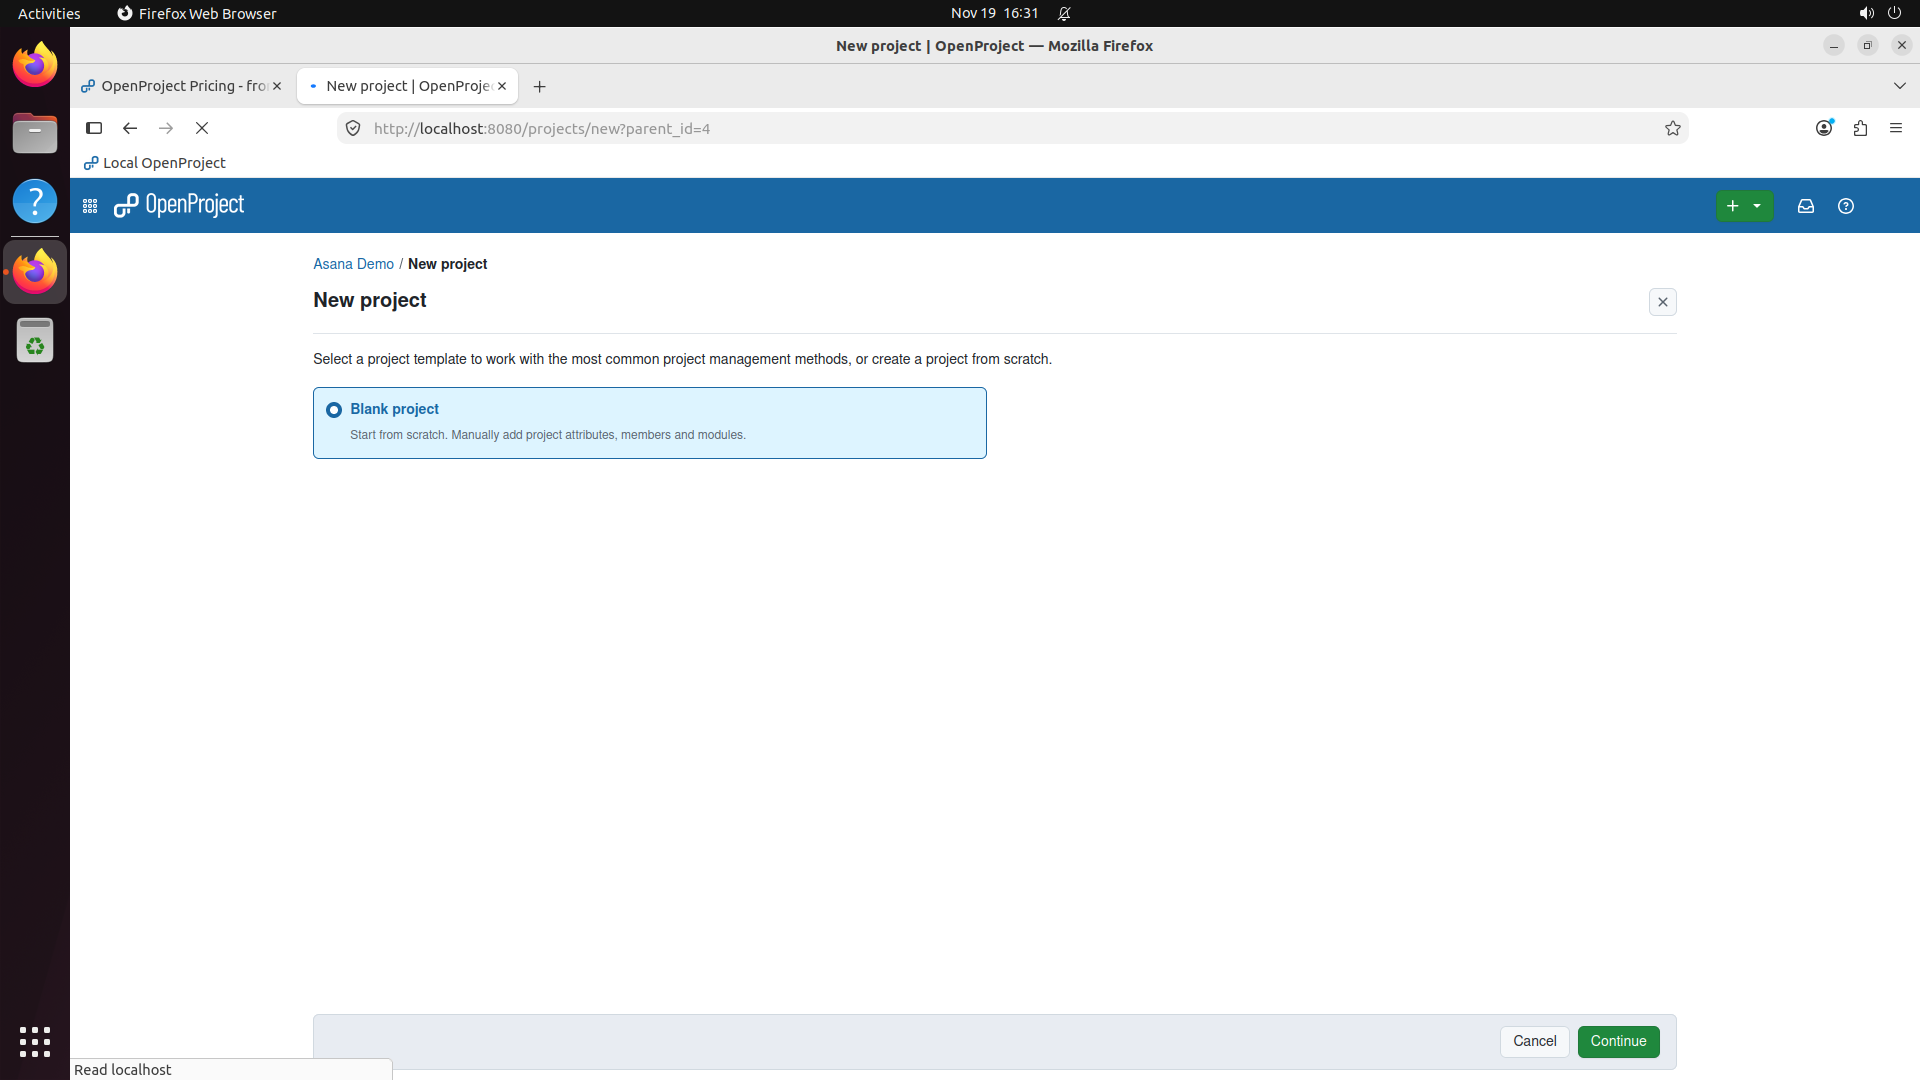 Activities
Firefox Web Browser
Nov 19 16:31
New project | OpenProject — Mozilla Firefox
OpenProject Pricing - fro
New project | OpenProje
http://localhost:8080/projects/new?parent_id=4
Local OpenProject
OpenProject
Asana Demo / New project
New project
Select a project template to work with the most common project management methods, or create a project from scratch.
Blank project
Start from scratch. Manually add project attributes, members and modules.
Cancel
Continue
Read localhost